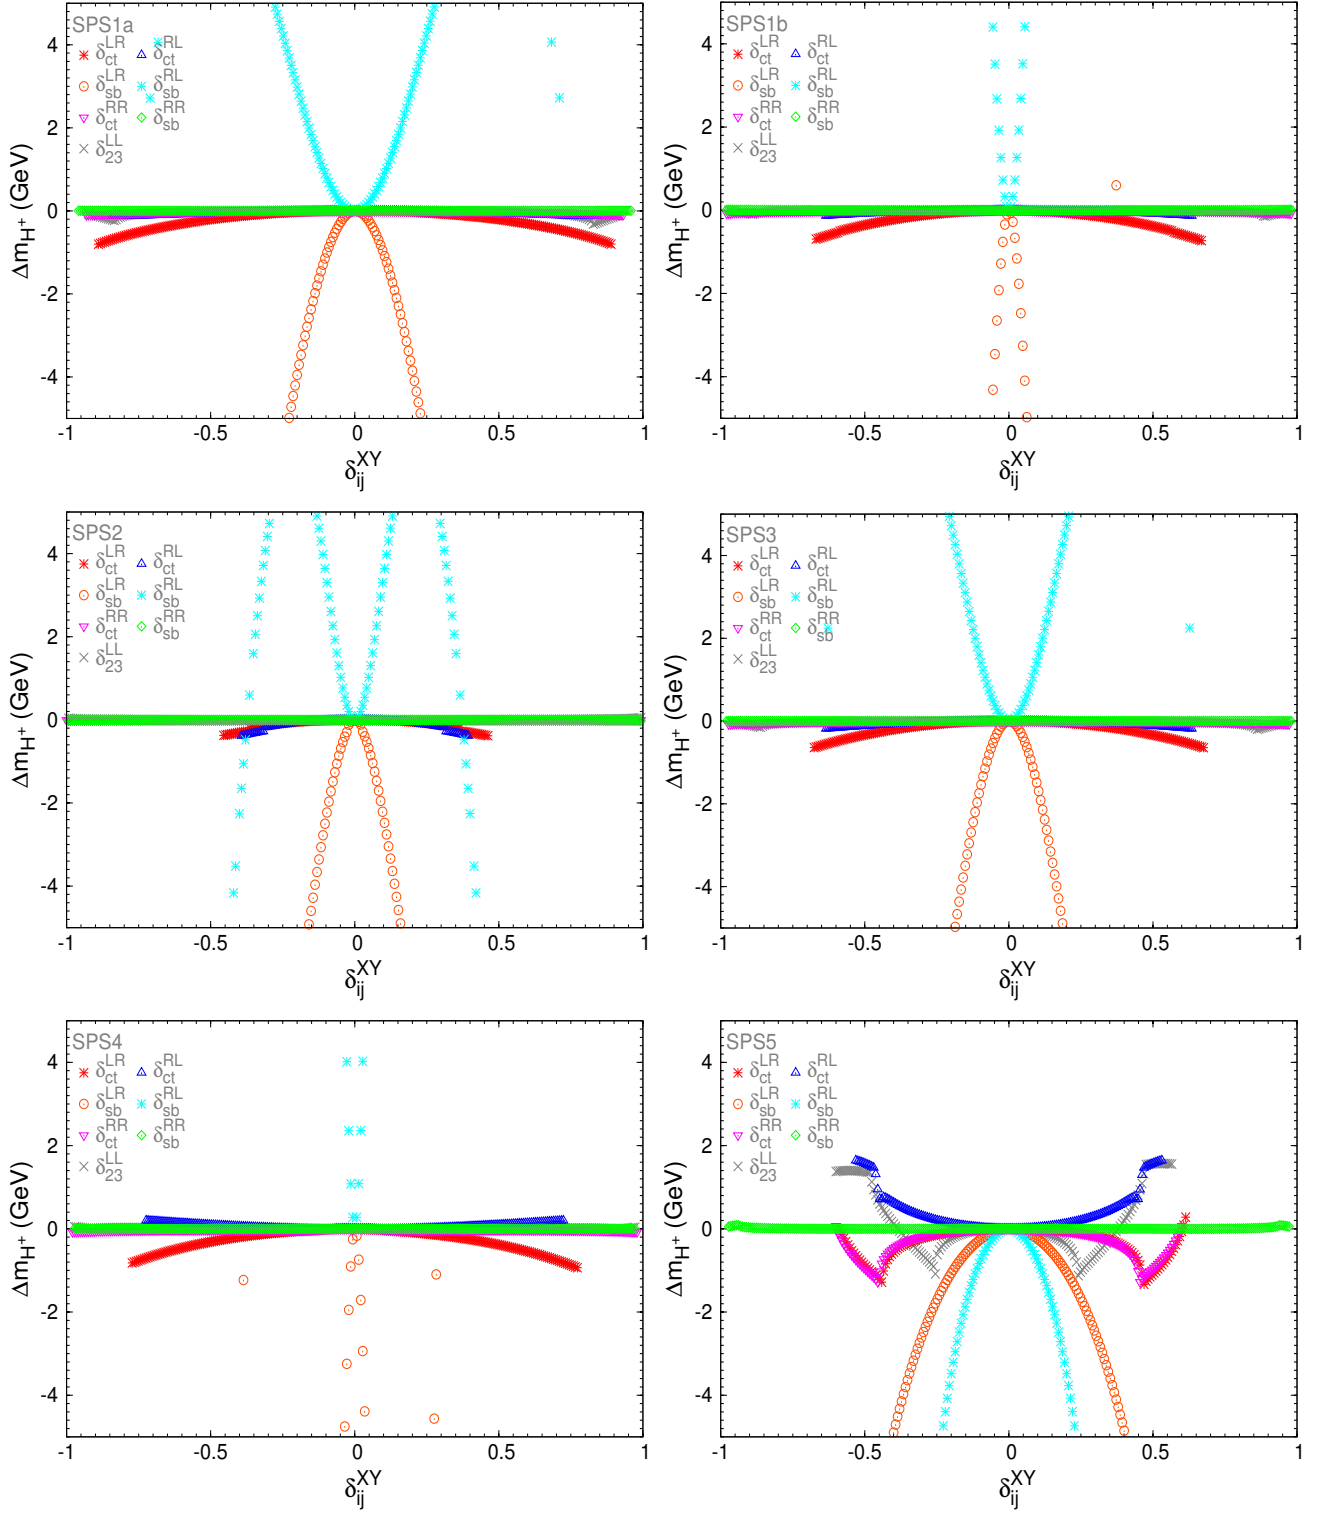 SPS1a
δ_ct^LR δ_ct^RL
δ_sb^LR δ_sb^RL
δ_ct^RR δ_sb^RR
δ_23^LL
4
2
0
-2
-4
Δm_H⁺ (GeV)
-1 -0.5 0 0.5 1
δ_ij^XY
SPS1b
δ_ct^LR δ_ct^RL
δ_sb^LR δ_sb^RL
δ_ct^RR δ_sb^RR
δ_23^LL
4
2
0
-2
-4
Δm_H⁺ (GeV)
-1 -0.5 0 0.5 1
δ_ij^XY
SPS2
δ_ct^LR δ_ct^RL
δ_sb^LR δ_sb^RL
δ_ct^RR δ_sb^RR
δ_23^LL
4
2
0
-2
-4
Δm_H⁺ (GeV)
-1 -0.5 0 0.5 1
δ_ij^XY
SPS3
δ_ct^LR δ_ct^RL
δ_sb^LR δ_sb^RL
δ_ct^RR δ_sb^RR
δ_23^LL
4
2
0
-2
-4
Δm_H⁺ (GeV)
-1 -0.5 0 0.5 1
δ_ij^XY
SPS4
δ_ct^LR δ_ct^RL
δ_sb^LR δ_sb^RL
δ_ct^RR δ_sb^RR
δ_23^LL
4
2
0
-2
-4
Δm_H⁺ (GeV)
-1 -0.5 0 0.5 1
δ_ij^XY
SPS5
δ_ct^LR δ_ct^RL
δ_sb^LR δ_sb^RL
δ_ct^RR δ_sb^RR
δ_23^LL
4
2
0
-2
-4
Δm_H⁺ (GeV)
-1 -0.5 0 0.5 1
δ_ij^XY